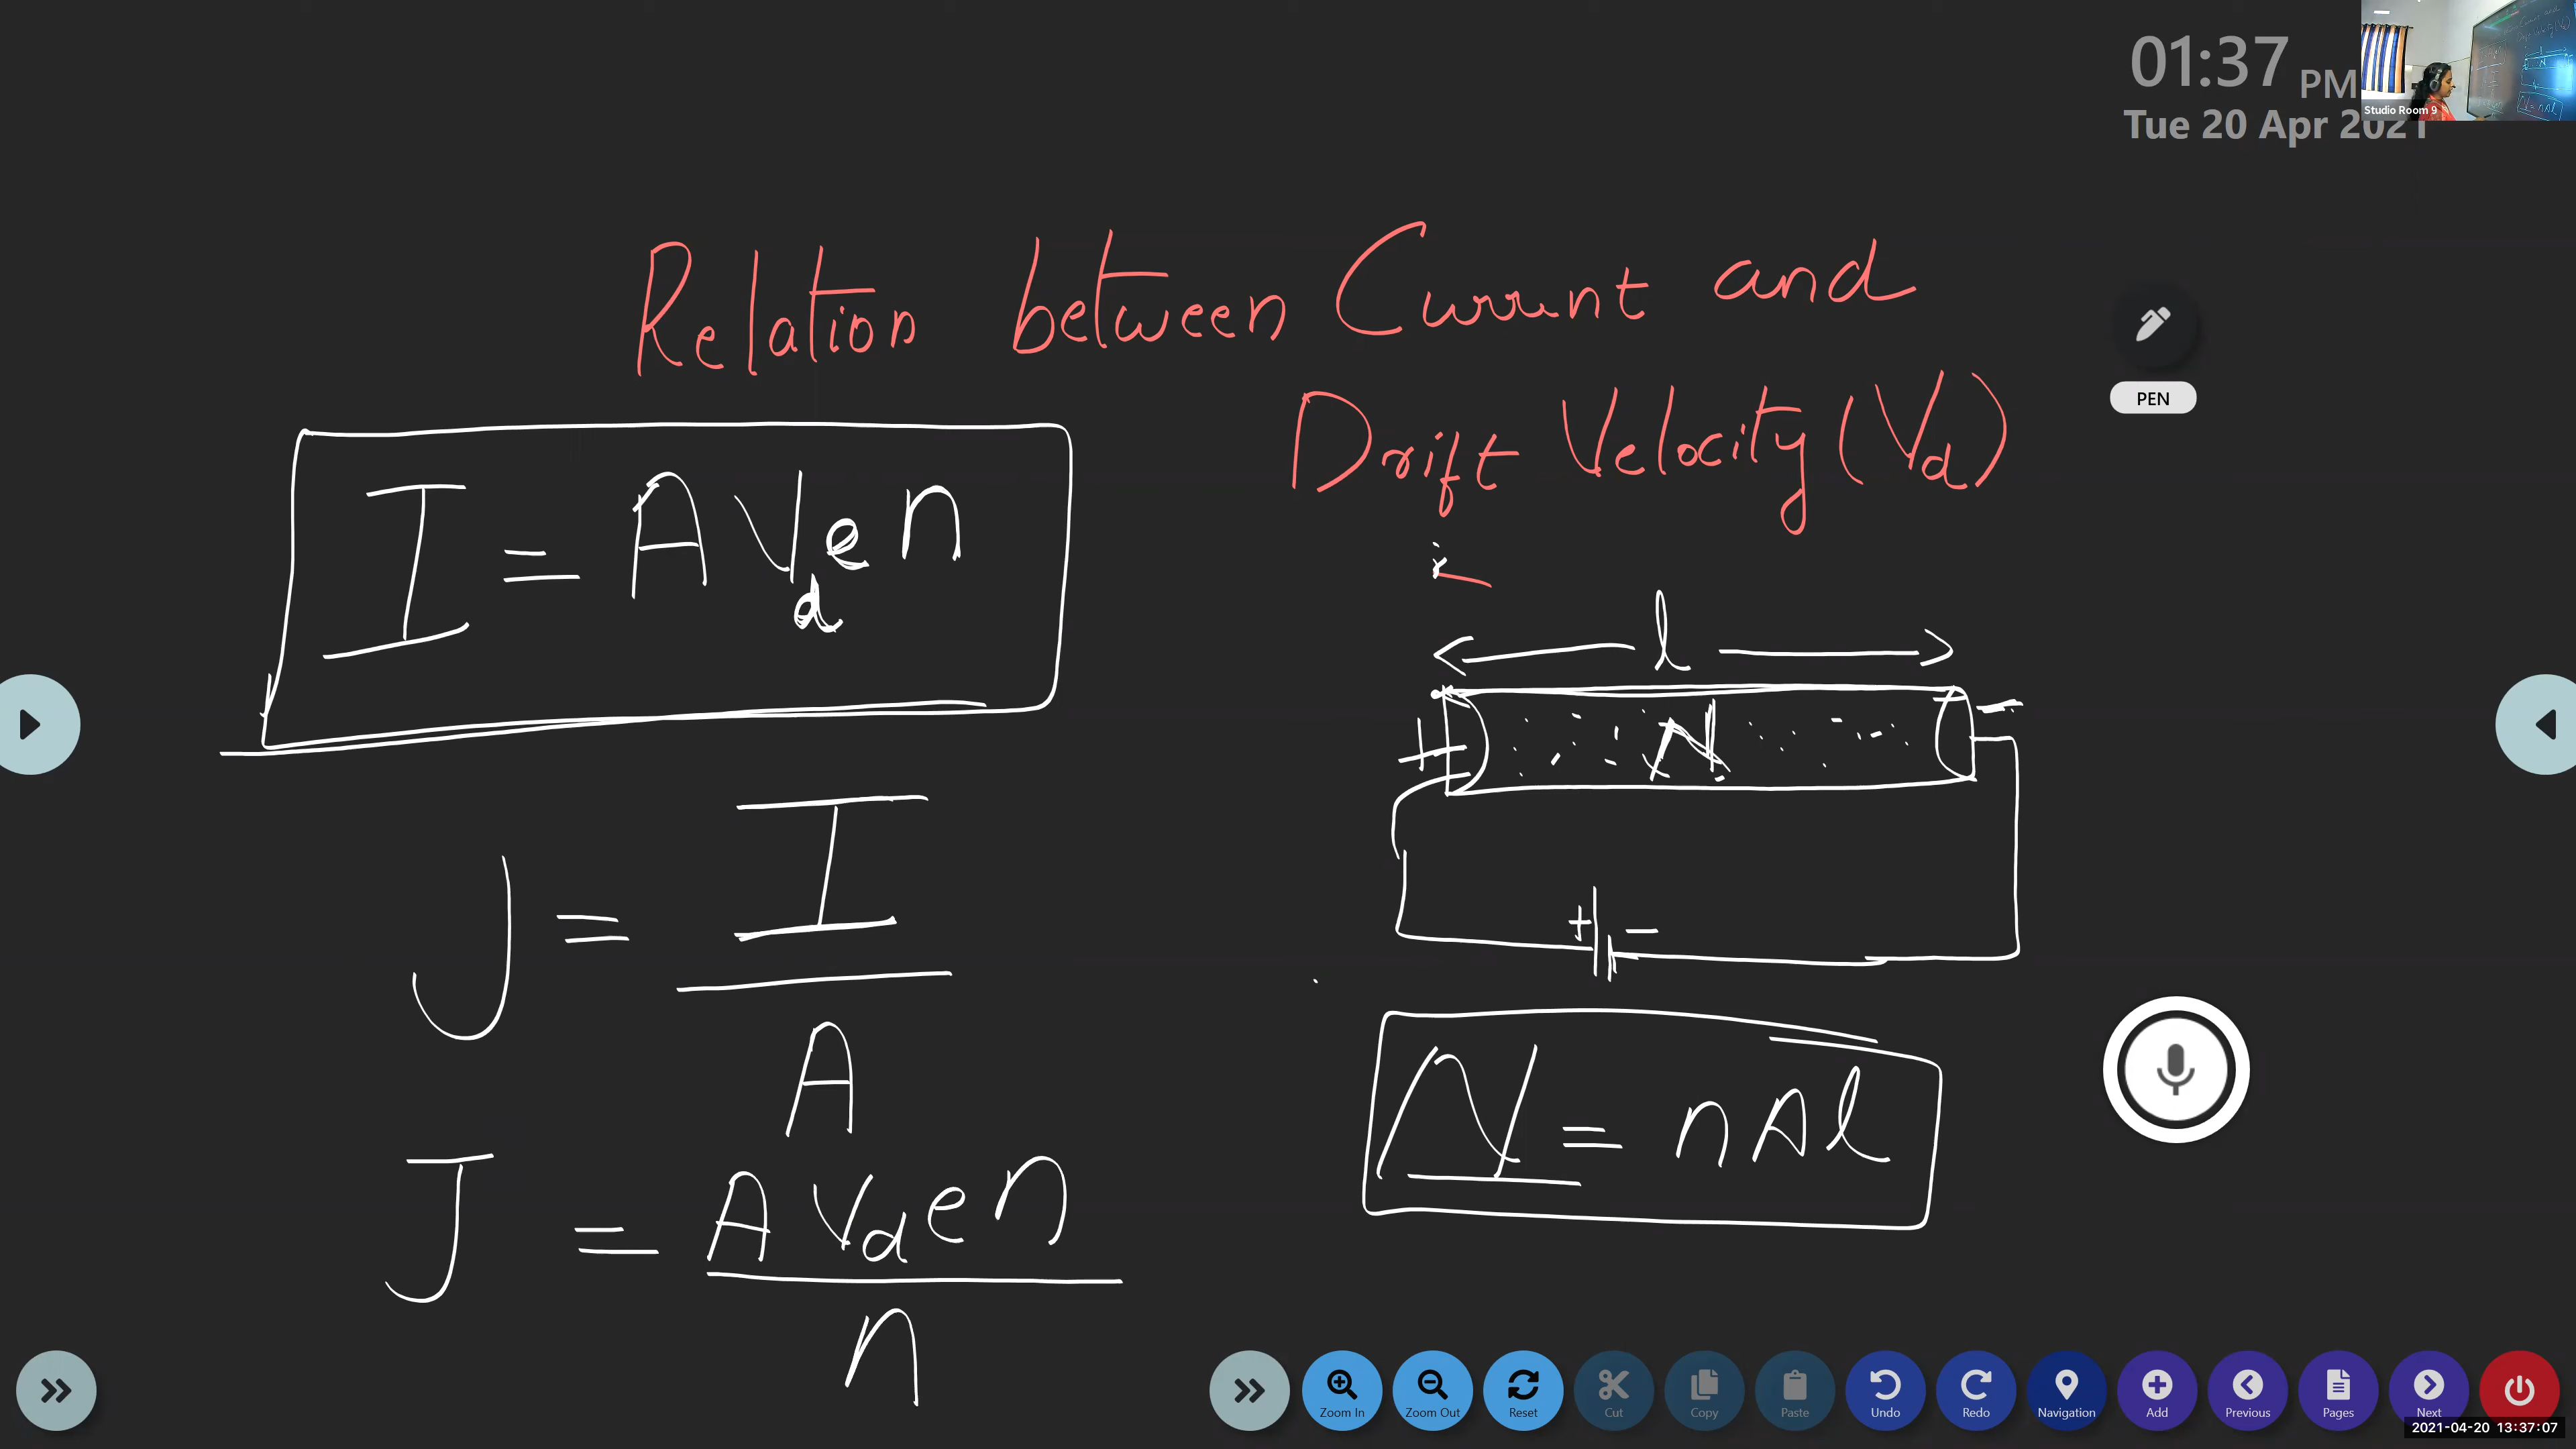 01:37 PM
Tue 20 Apr 2021
Studio Room 9
Relation between Current and
Drift Velocity (Vd)
PEN
I = A Vd e n
l
+ N -
+ -
J = I / A
N = nAl
J = A Vd e n / n
Zoom In
Zoom Out
Reset
Cut
Copy
Paste
Undo
Redo
Navigation
Add
Previous
Pages
Next
2021-04-20 13:37:07